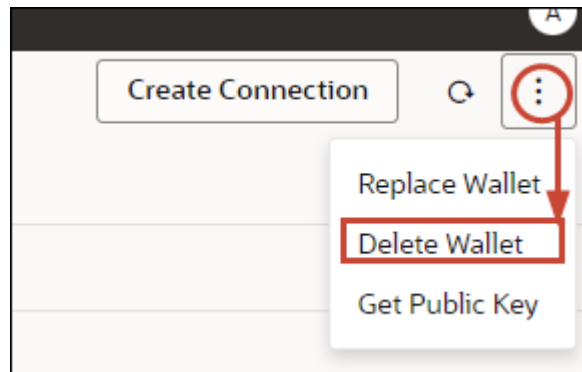 A
Create Connection
Replace Wallet
Delete Wallet
Get Public Key